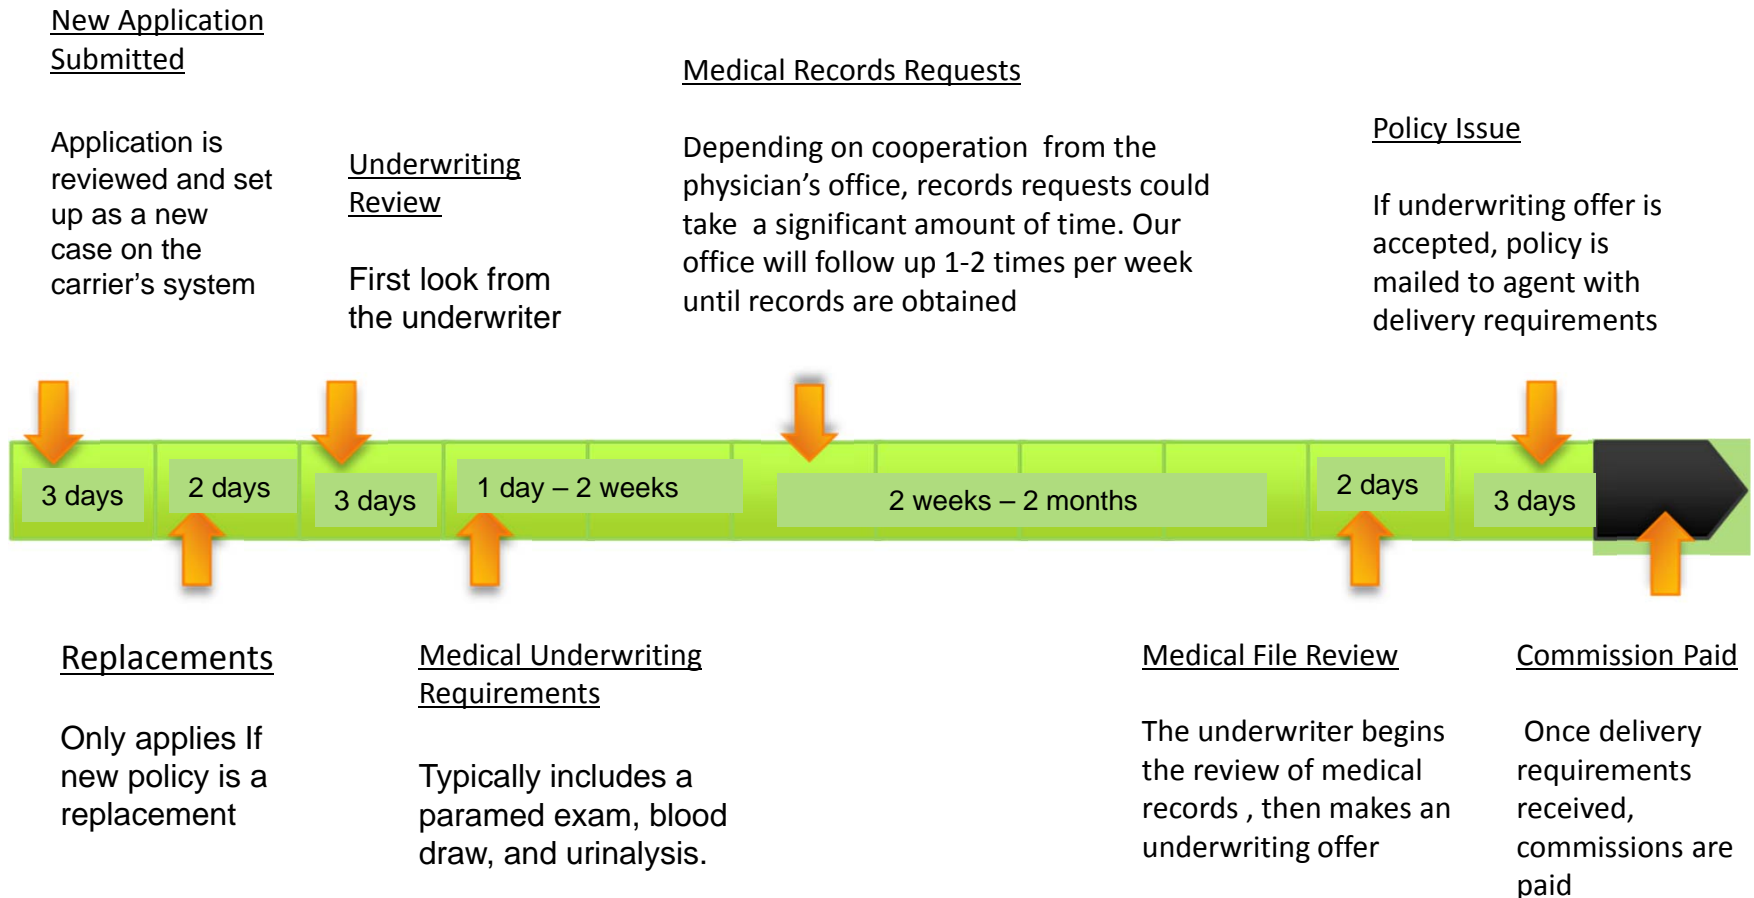 New Application
Submitted
Application is
reviewed and set
up as a new
case on the
carrier's system
Underwriting
Review
First look from
the underwriter
Medical Records Requests
Depending on cooperation  from the
physician’s office, records requests could
take  a significant amount of time. Our
office will follow up 1-2 times per week
until records are obtained
Policy Issue
If underwriting offer is
accepted, policy is
mailed to agent with
delivery requirements
3 days
2 days
3 days
1 day – 2 weeks
2 weeks – 2 months
2 days
3 days
Replacements
Only applies If
new policy is a
replacement
Medical Underwriting
Requirements
Typically includes a
paramed exam, blood
draw, and urinalysis.
Medical File Review
The underwriter begins
the review of medical
records , then makes an
underwriting offer
Commission Paid
Once delivery
requirements
received,
commissions are
paid